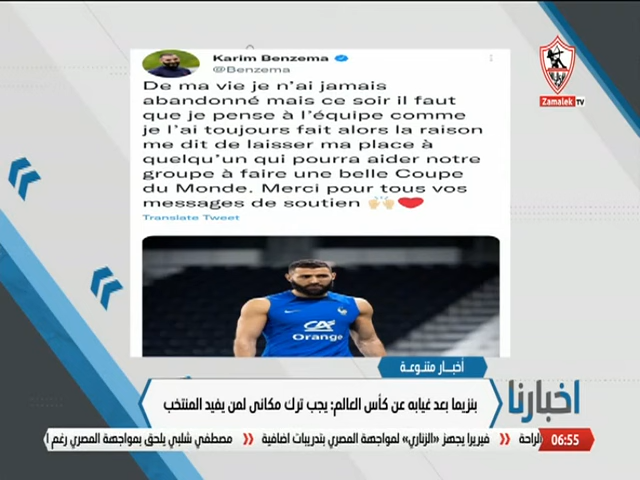 Karim Benzema
@Benzema
De ma vie je n'ai jamais
abandonné mais ce soir il faut
que je pense à l'équipe comme
je l'ai toujours fait alors la raison
me dit de laisser ma place à
quelqu'un qui pourra aider notre
groupe à faire une belle Coupe
du Monde. Merci pour tous vos
messages de soutien 🙌🏼❤️
Translate Tweet
Zamalek TV
CA
Orange
أخبار متنوعة
بنزيما بعد غيابه عن كأس العالم: يجب ترك مكانى لمن يفيد المنتخب
اخبارنا
لراحة » فيريرا يجهز «الزناري» لمواجهة المصري بتدريبات اضافية » مصطفي شلبي يلحق بمواجهة المصري رغم ا
06:55